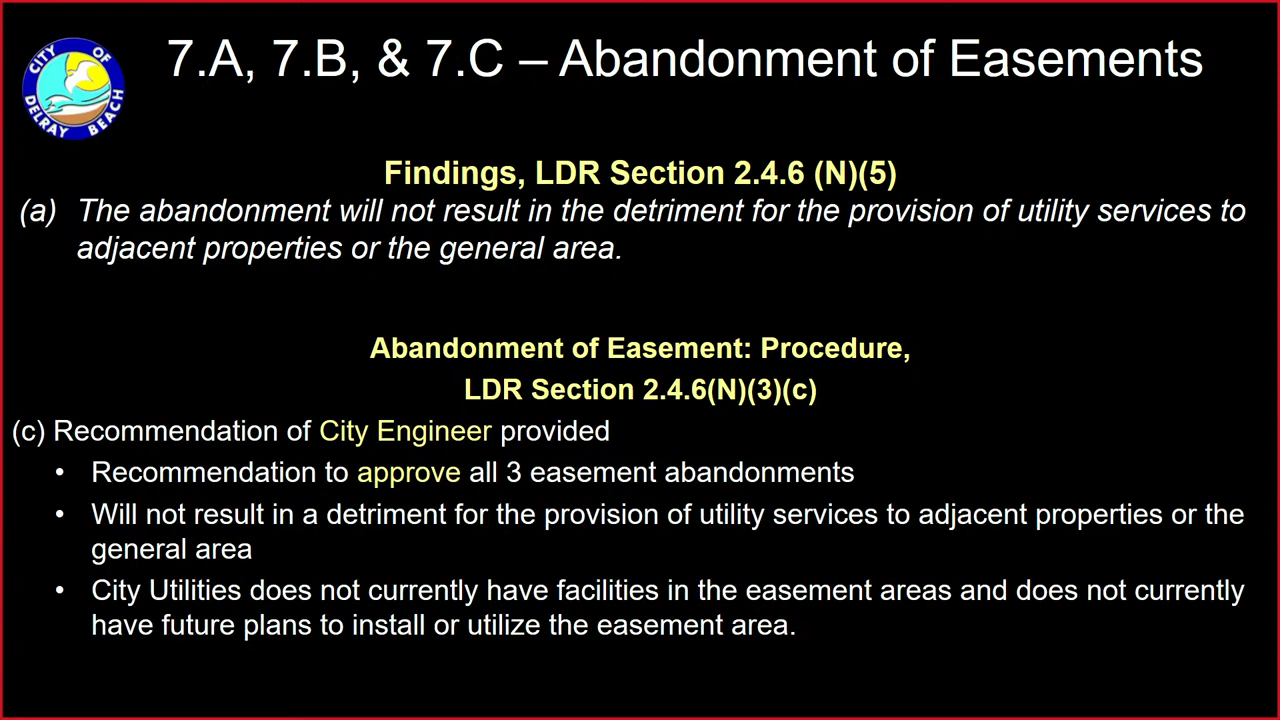 CITY OF DELRAY BEACH
7.A, 7.B, & 7.C – Abandonment of Easements
Findings, LDR Section 2.4.6 (N)(5)
(a) The abandonment will not result in the detriment for the provision of utility services to
adjacent properties or the general area.
Abandonment of Easement: Procedure,
LDR Section 2.4.6(N)(3)(c)
(c) Recommendation of City Engineer provided
• Recommendation to approve all 3 easement abandonments
• Will not result in a detriment for the provision of utility services to adjacent properties or the
general area
• City Utilities does not currently have facilities in the easement areas and does not currently
have future plans to install or utilize the easement area.